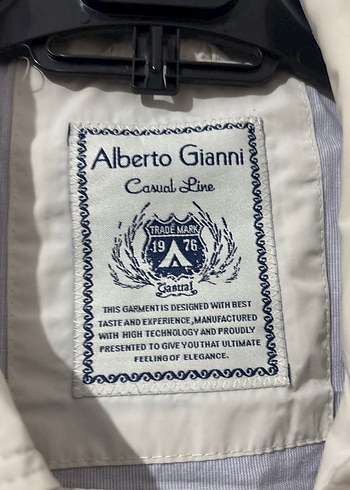 Alberto Gianni
Casual Line
TRADE MARK
19 76
Casual
THIS GARMENT IS DESIGNED WITH BEST
TASTE AND EXPERIENCE, MANUFACTURED
WITH HIGH TECHNOLOGY AND PROUDLY
PRESENTED TO GIVE YOU THAT ULTIMATE
FEELING OF ELEGANCE.